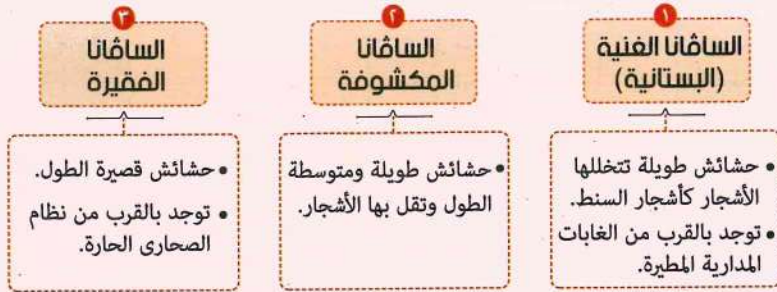 ١
السافانا الغنية
(البستانية)
• حشائش طويلة تتخللها
الأشجار كأشجار السنط.
• توجد بالقرب من الغابات
المدارية المطيرة.
٢
الساڤانا
المكشوفة
• حشائش طويلة ومتوسطة
الطول وتقل بها الأشجار.
٣
الساڤانا
الفقيرة
• حشائش قصيرة الطول.
• توجد بالقرب من نظام
الصحارى الحارة.